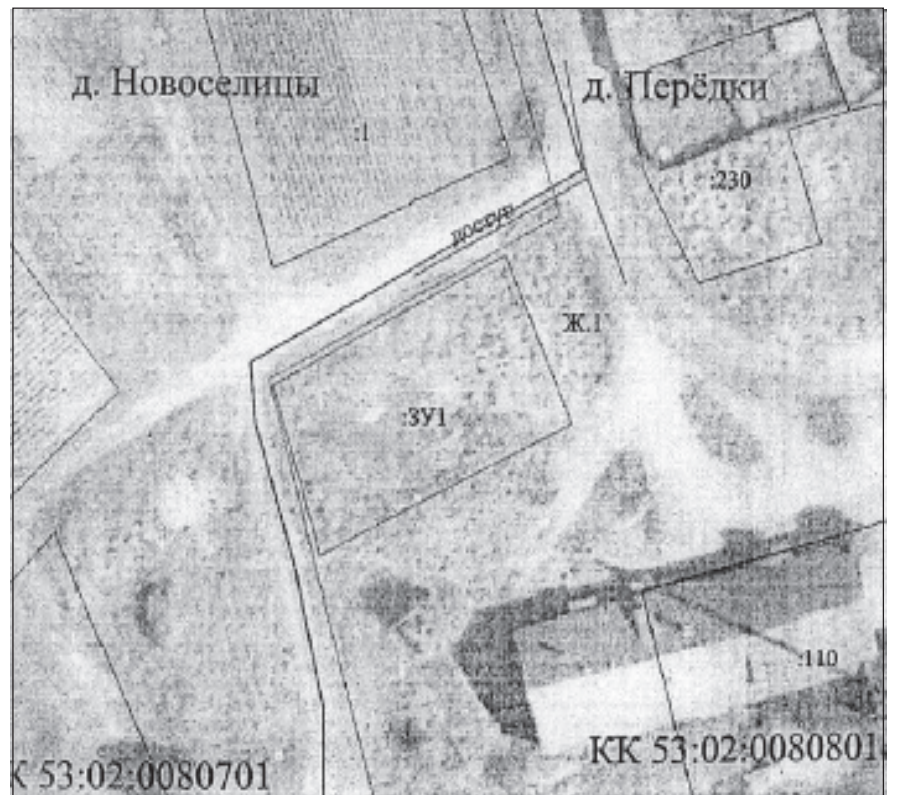 д. Новоселицы
д. Перёдки
:1
:230
доступ
Ж.1
:ЗУ1
:110
КК 53:02:0080801
К 53:02:0080701